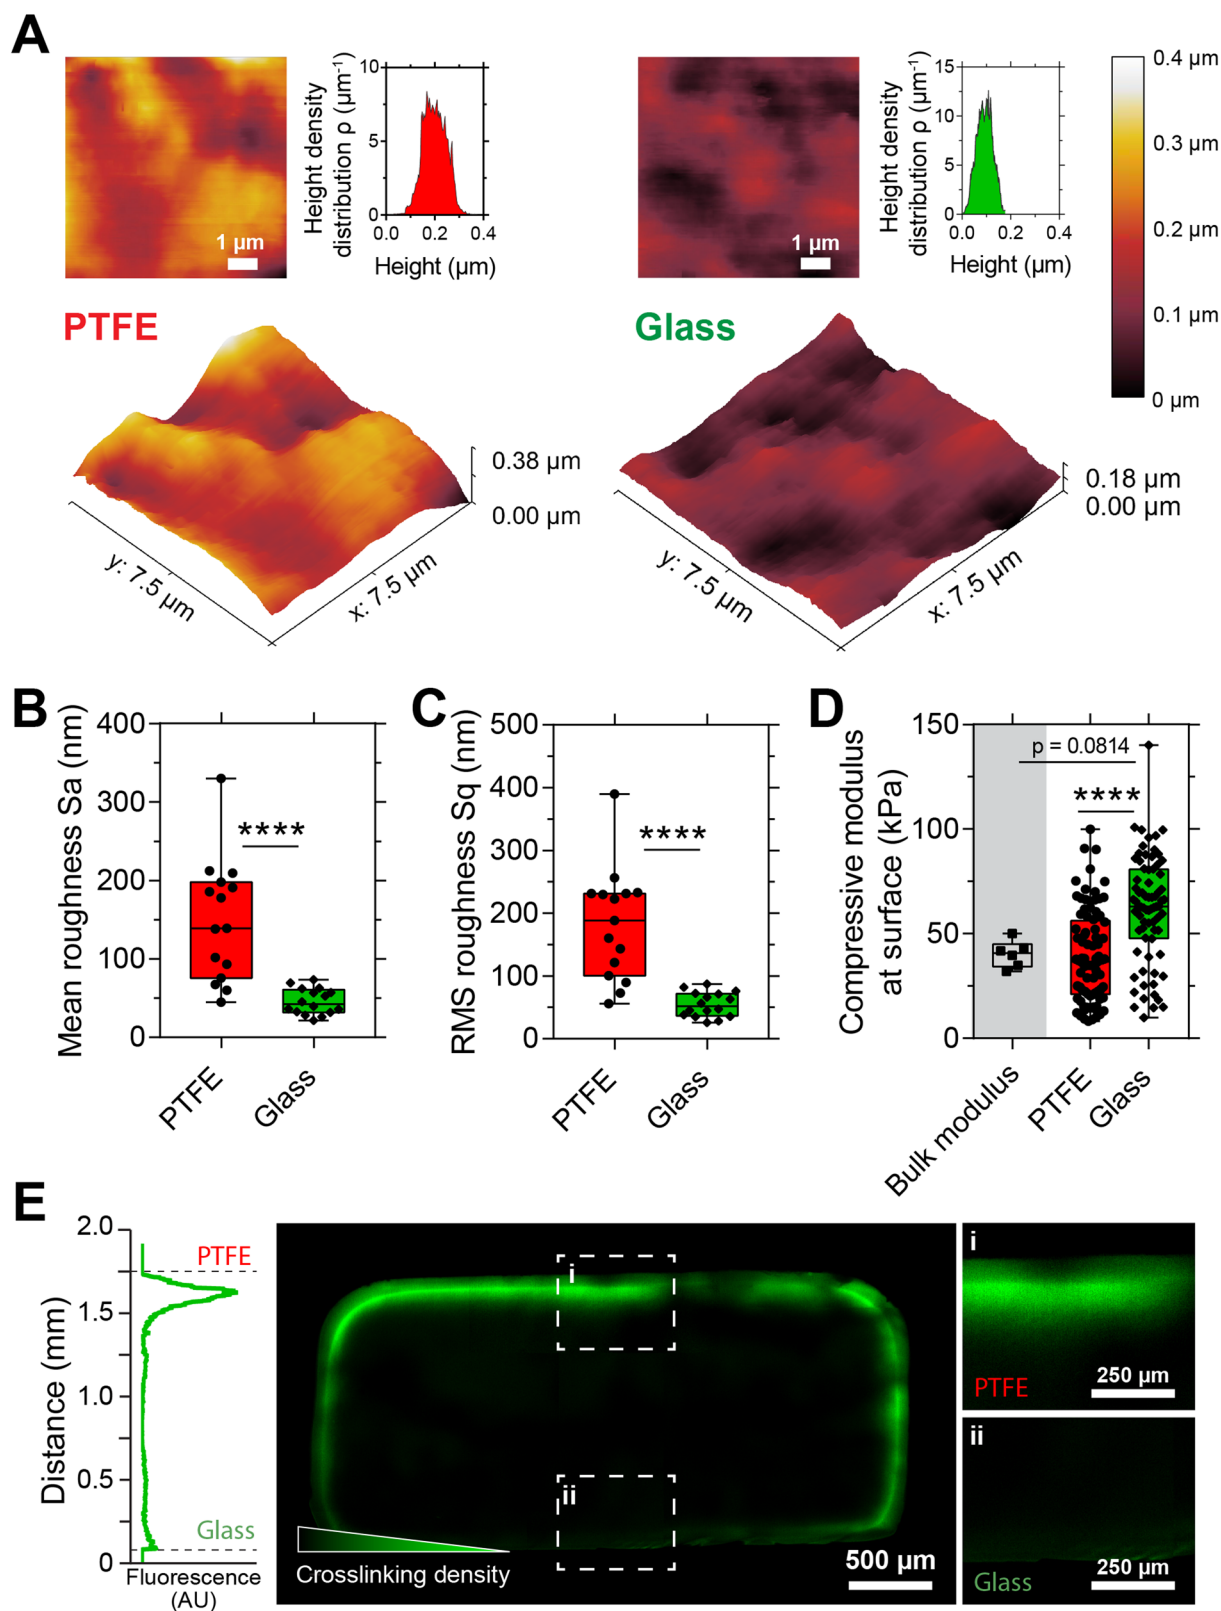 A
Height density
distribution ρ (µm⁻¹)
10
5
0
0.0 0.2 0.4
Height (µm)
1 µm
Height density
distribution ρ (µm⁻¹)
15
10
5
0
0.0 0.2 0.4
Height (µm)
1 µm
0.4 µm
0.3 µm
0.2 µm
0.1 µm
0 µm
PTFE
0.38 µm
0.00 µm
y: 7.5 µm
x: 7.5 µm
Glass
0.18 µm
0.00 µm
y: 7.5 µm
x: 7.5 µm
B
Mean roughness Sa (nm)
400
300
200
100
0
****
PTFE
Glass
C
RMS roughness Sq (nm)
500
400
300
200
100
0
****
PTFE
Glass
D
Compressive modulus
at surface (kPa)
150
100
50
0
p = 0.0814
****
Bulk modulus
PTFE
Glass
E
Distance (mm)
2.0
1.5
1.0
0.5
0
PTFE
Glass
Fluorescence
(AU)
i
ii
Crosslinking density
500 µm
i
PTFE
250 µm
ii
Glass
250 µm